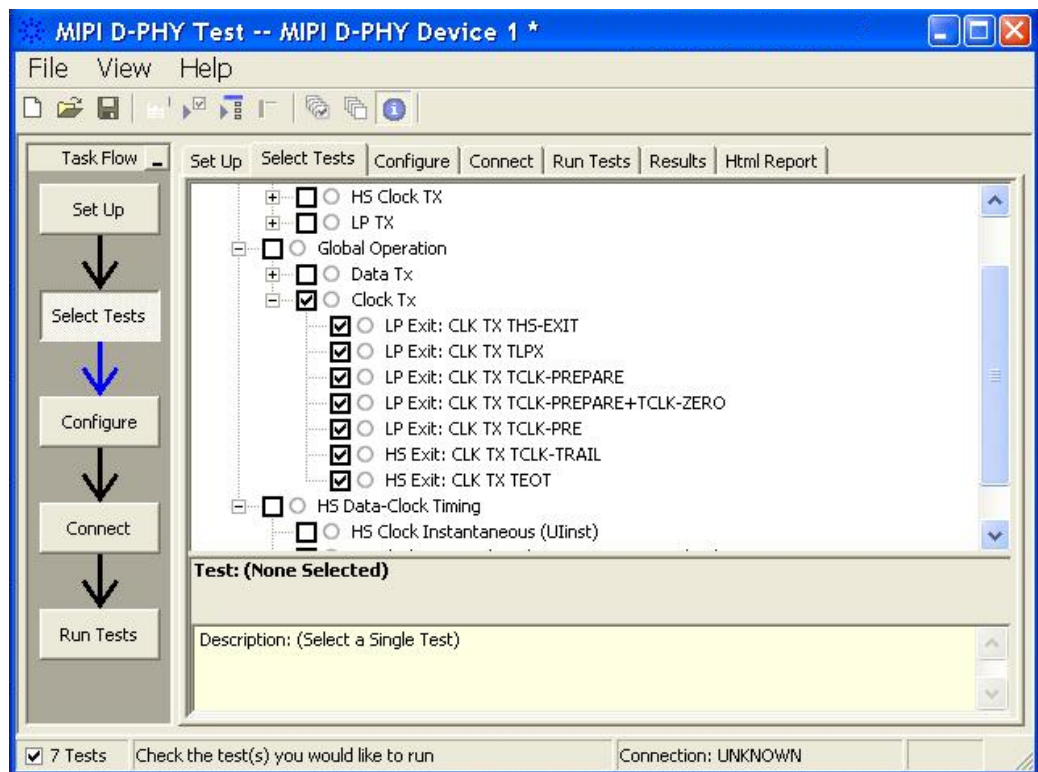 MIPI D-PHY Test -- MIPI D-PHY Device 1 *
File View Help
Task Flow
Set Up Select Tests Configure Connect Run Tests Results Html Report
Set Up
Select Tests
Configure
Connect
Run Tests
HS Clock TX
LP TX
Global Operation
Data Tx
Clock Tx
LP Exit: CLK TX THS-EXIT
LP Exit: CLK TX TLPX
LP Exit: CLK TX TCLK-PREPARE
LP Exit: CLK TX TCLK-PREPARE+TCLK-ZERO
LP Exit: CLK TX TCLK-PRE
HS Exit: CLK TX TCLK-TRAIL
HS Exit: CLK TX TEOT
HS Data-Clock Timing
HS Clock Instantaneous (UIinst)
Test: (None Selected)
Description: (Select a Single Test)
7 Tests Check the test(s) you would like to run Connection: UNKNOWN